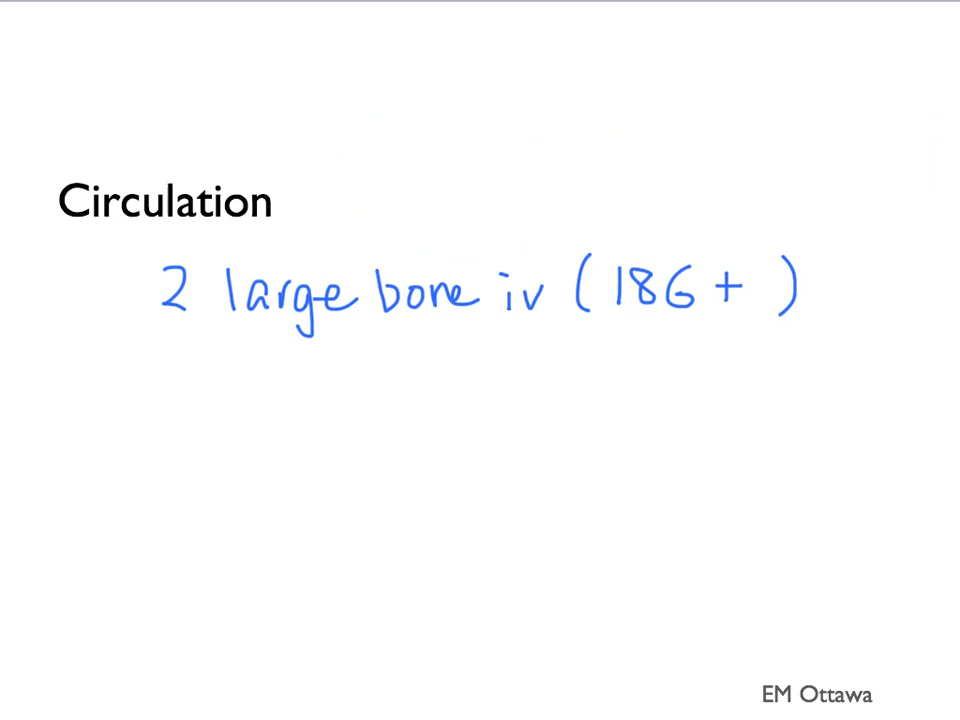 Circulation
2 large bore iv (18G + )
EM Ottawa